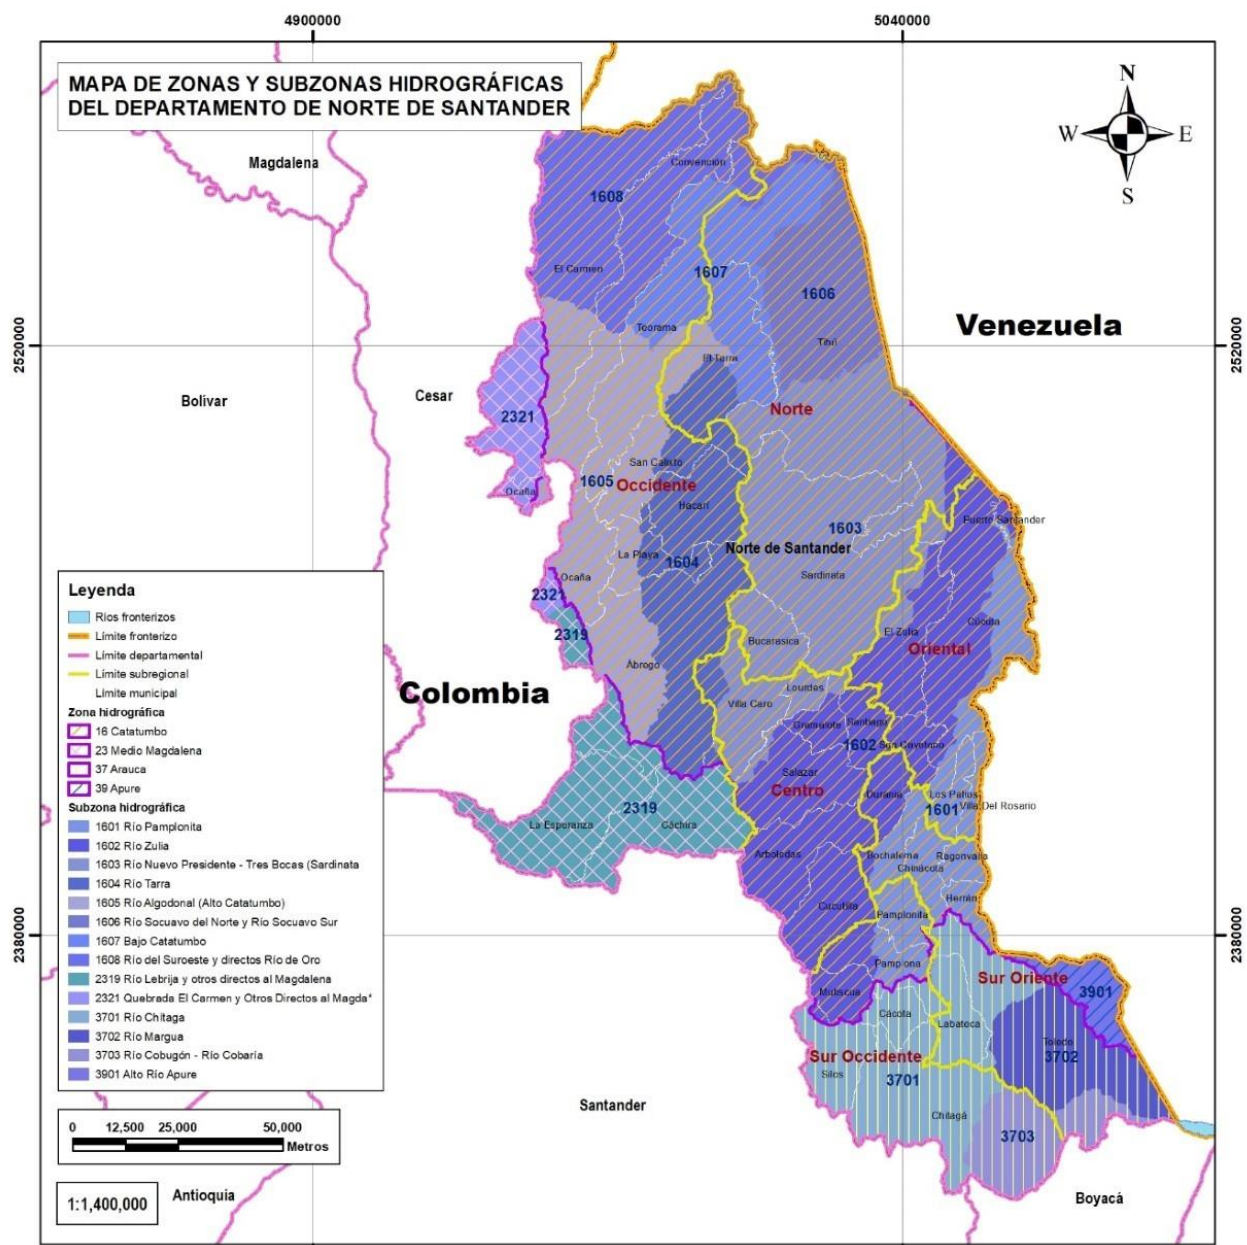 4900000
5040000
MAPA DE ZONAS Y SUBZONAS HIDROGRÁFICAS
DEL DEPARTAMENTO DE NORTE DE SANTANDER
N
W
E
S
Magdalena
Convención
1608
El Carmen
1607
1606
Tibú
Venezuela
Teorama
El Tarra
2520000
2520000
Bolivar
Cesar
2321
Norte
San Calixto
1605
Occidente
Ocaña
Hacarí
Puerto Santander
1603
Norte de Santander
La Playa
1604
Sardinata
Ocaña
2321
2319
Bucarasica
El Zulia
Cúcuta
Oriental
Ábrego
Colombia
Lourdes
Villa Caro
Gramalote
Santiago
1602
San Cayetano
Salazar
Centro
Durania
Los Patios
Villa Del Rosario
1601
2319
La Esperanza
Cáchira
Arboledas
Bochalema
Ragonvalia
Chinácota
Herrán
Cucutilla
Pamplonita
2380000
2380000
Pamplona
Mutiscua
Sur Oriente
3901
Cácota
Labateca
Toledo
3702
Sur Occidente
Silos
3701
Santander
Chitagá
3703
Boyacá
Antioquia
Leyenda
Ríos fronterizos
Límite fronterizo
Límite departamental
Límite subregional
Límite municipal
Zona hidrográfica
16 Catatumbo
23 Medio Magdalena
37 Arauca
39 Apure
Subzona hidrográfica
1601 Río Pamplonita
1602 Río Zulia
1603 Río Nuevo Presidente - Tres Bocas (Sardinata
1604 Río Tarra
1605 Río Algodonal (Alto Catatumbo)
1606 Río Socuavo del Norte y Río Socuavo Sur
1607 Bajo Catatumbo
1608 Río del Suroeste y directos Río de Oro
2319 Río Lebrija y otros directos al Magdalena
2321 Quebrada El Carmen y Otros Directos al Magda*
3701 Río Chitaga
3702 Río Margua
3703 Río Cobugón - Río Cobaría
3901 Alto Río Apure
0 12,500 25,000 50,000
Metros
1:1,400,000